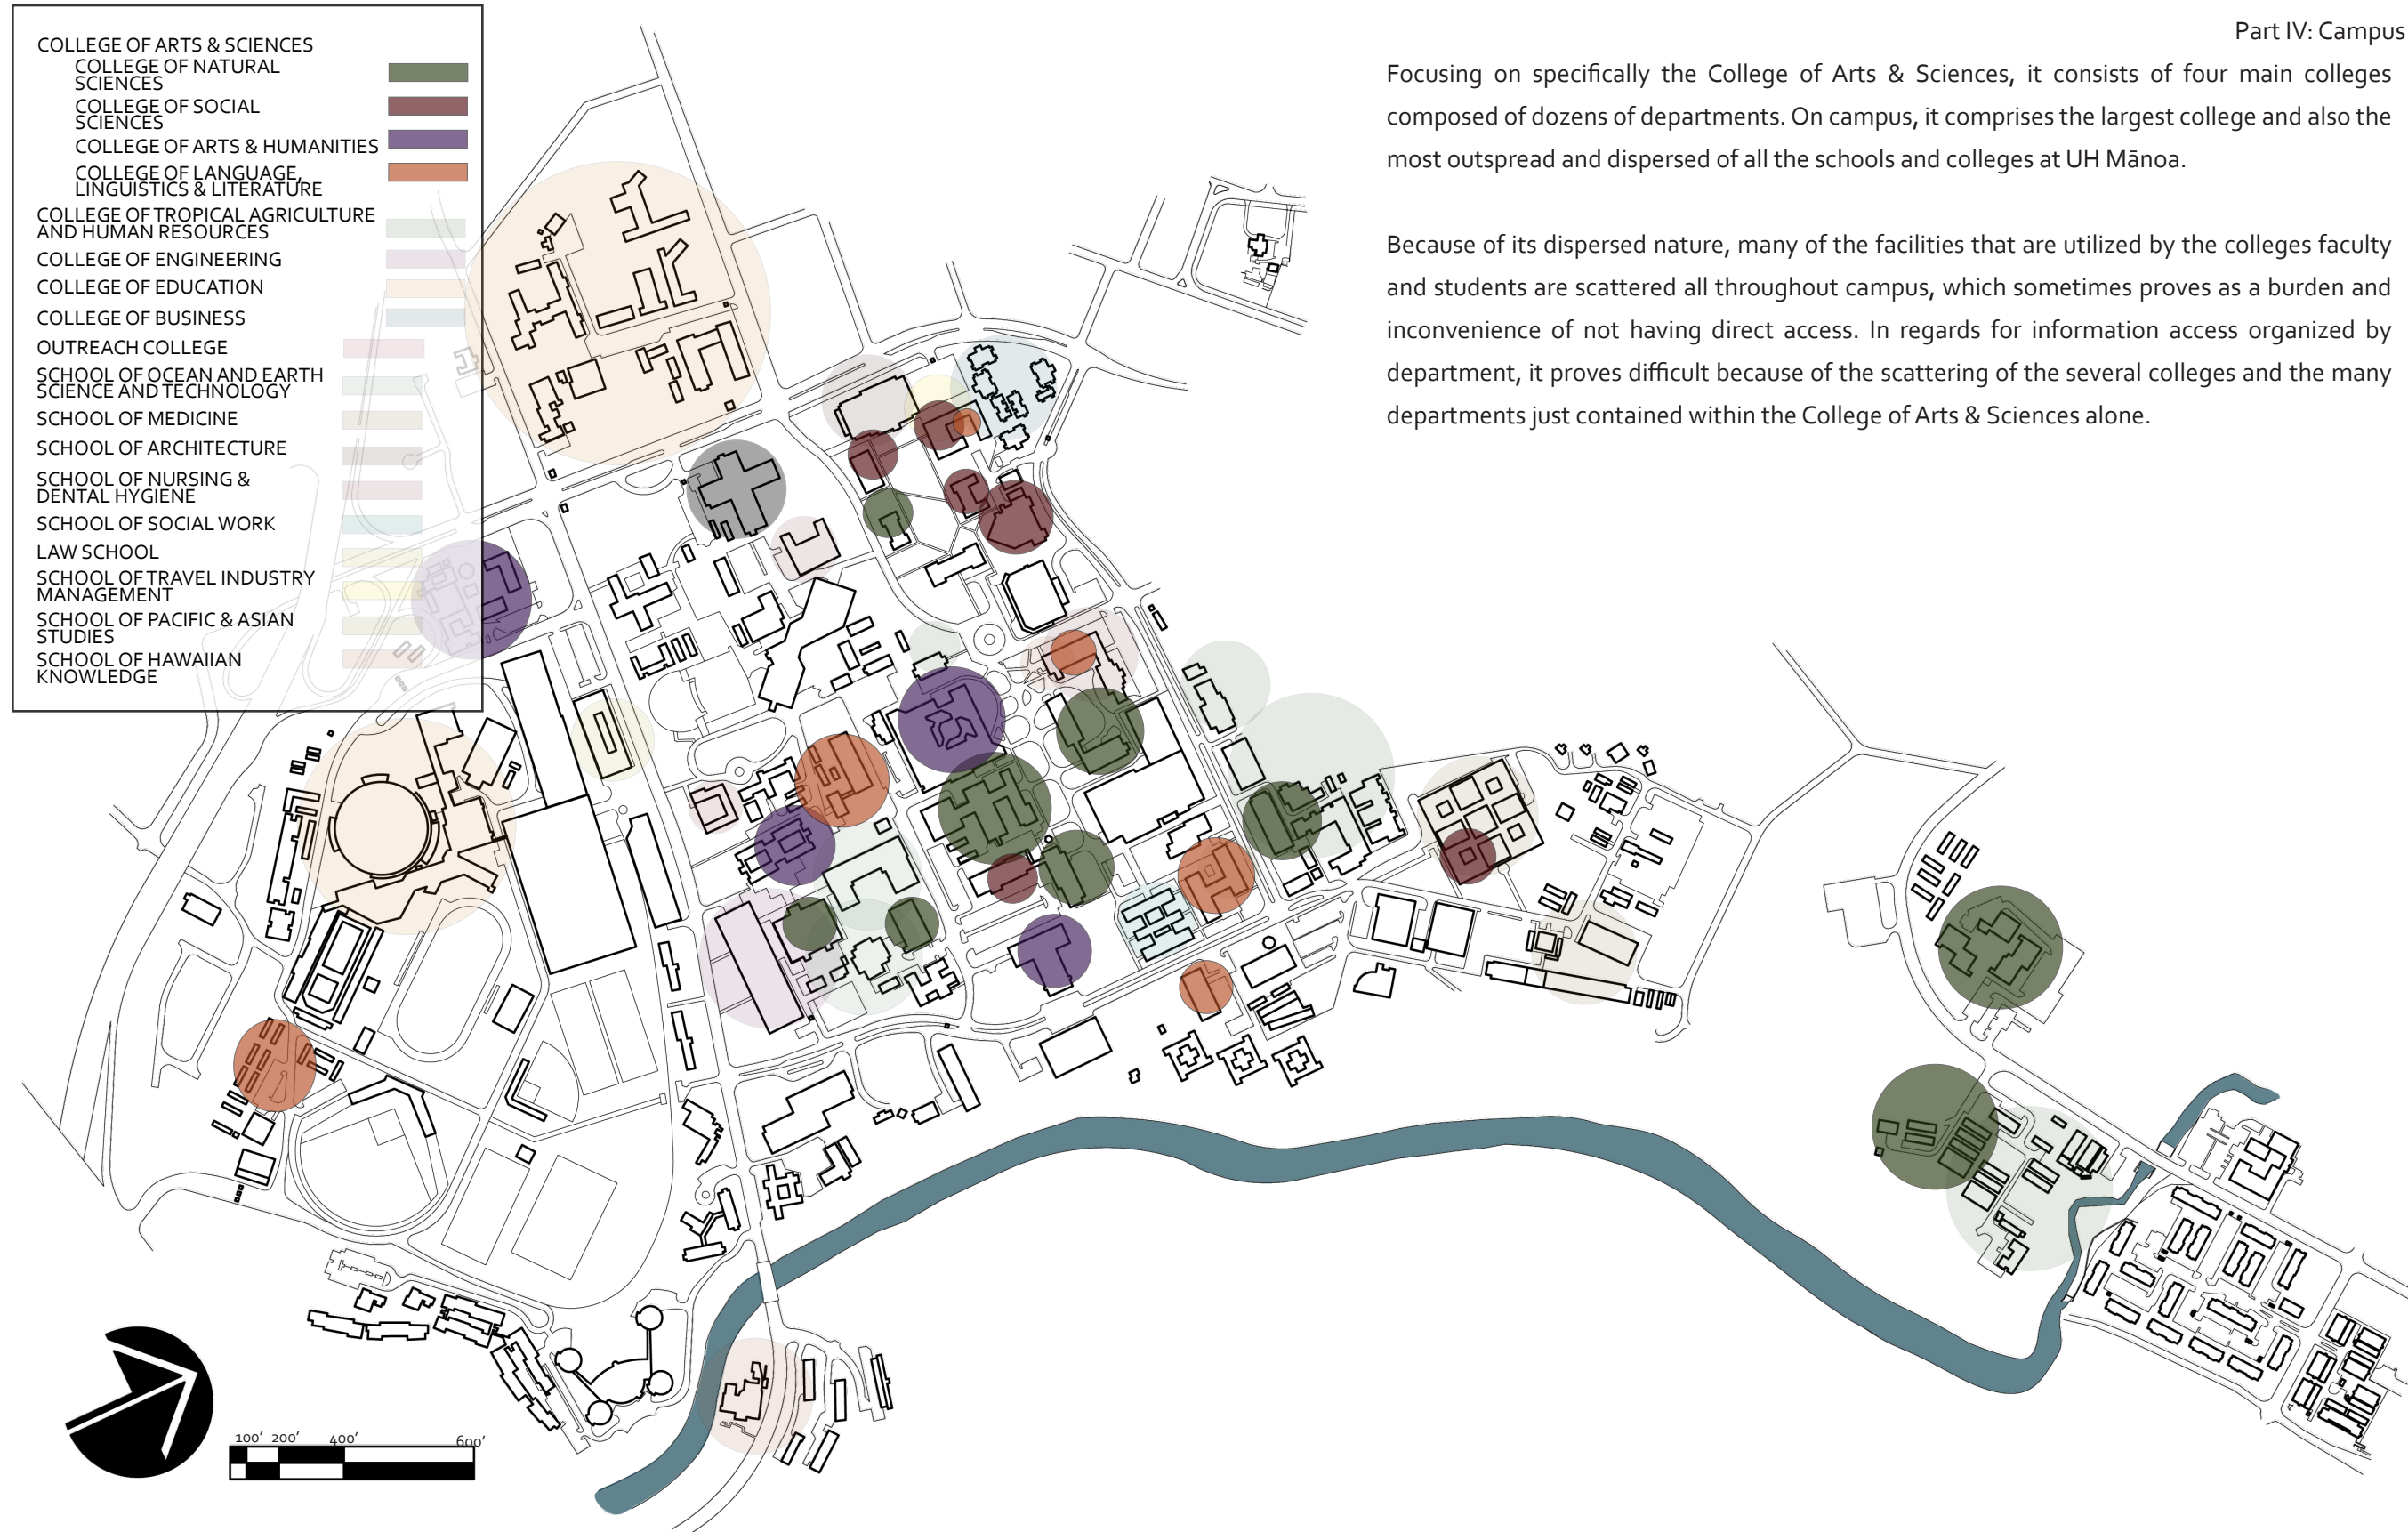 COLLEGE OF ARTS & SCIENCES
COLLEGE OF NATURAL
SCIENCES
COLLEGE OF SOCIAL
SCIENCES
COLLEGE OF ARTS & HUMANITIES
COLLEGE OF LANGUAGE,
LINGUISTICS & LITERATURE
COLLEGE OF TROPICAL AGRICULTURE
AND HUMAN RESOURCES
COLLEGE OF ENGINEERING
COLLEGE OF EDUCATION
COLLEGE OF BUSINESS
OUTREACH COLLEGE
SCHOOL OF OCEAN AND EARTH
SCIENCE AND TECHNOLOGY
SCHOOL OF MEDICINE
SCHOOL OF ARCHITECTURE
SCHOOL OF NURSING &
DENTAL HYGIENE
SCHOOL OF SOCIAL WORK
LAW SCHOOL
SCHOOL OF TRAVEL INDUSTRY
MANAGEMENT
SCHOOL OF PACIFIC & ASIAN
STUDIES
SCHOOL OF HAWAIIAN
KNOWLEDGE
Part IV: Campus
Focusing on specifically the College of Arts & Sciences, it consists of four main colleges
composed of dozens of departments. On campus, it comprises the largest college and also the
most outspread and dispersed of all the schools and colleges at UH Mānoa.
Because of its dispersed nature, many of the facilities that are utilized by the colleges faculty
and students are scattered all throughout campus, which sometimes proves as a burden and
inconvenience of not having direct access. In regards for information access organized by
department, it proves difficult because of the scattering of the several colleges and the many
departments just contained within the College of Arts & Sciences alone.
100' 200' 400' 600'